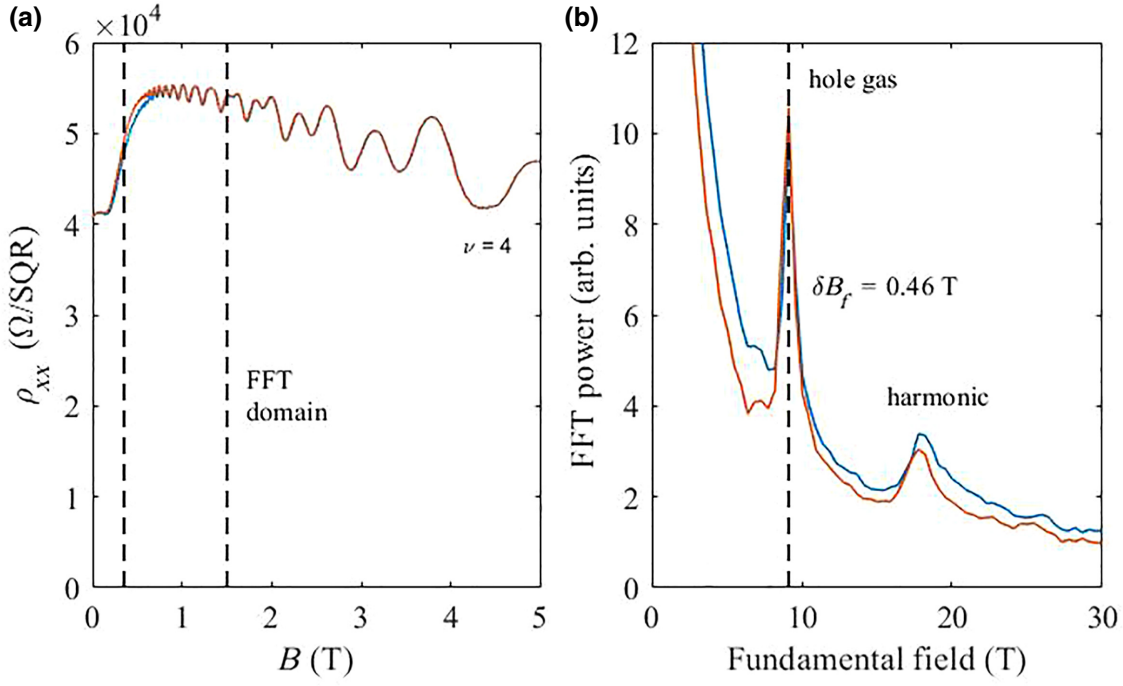 (a)
×10⁴
6
5
4
3
2
1
0
ρxx (Ω/SQR)
ν = 4
FFT
domain
0 1 2 3 4 5
B (T)
(b)
12
10
8
6
4
2
0
FFT power (arb. units)
hole gas
δBf = 0.46 T
harmonic
0 10 20 30
Fundamental field (T)